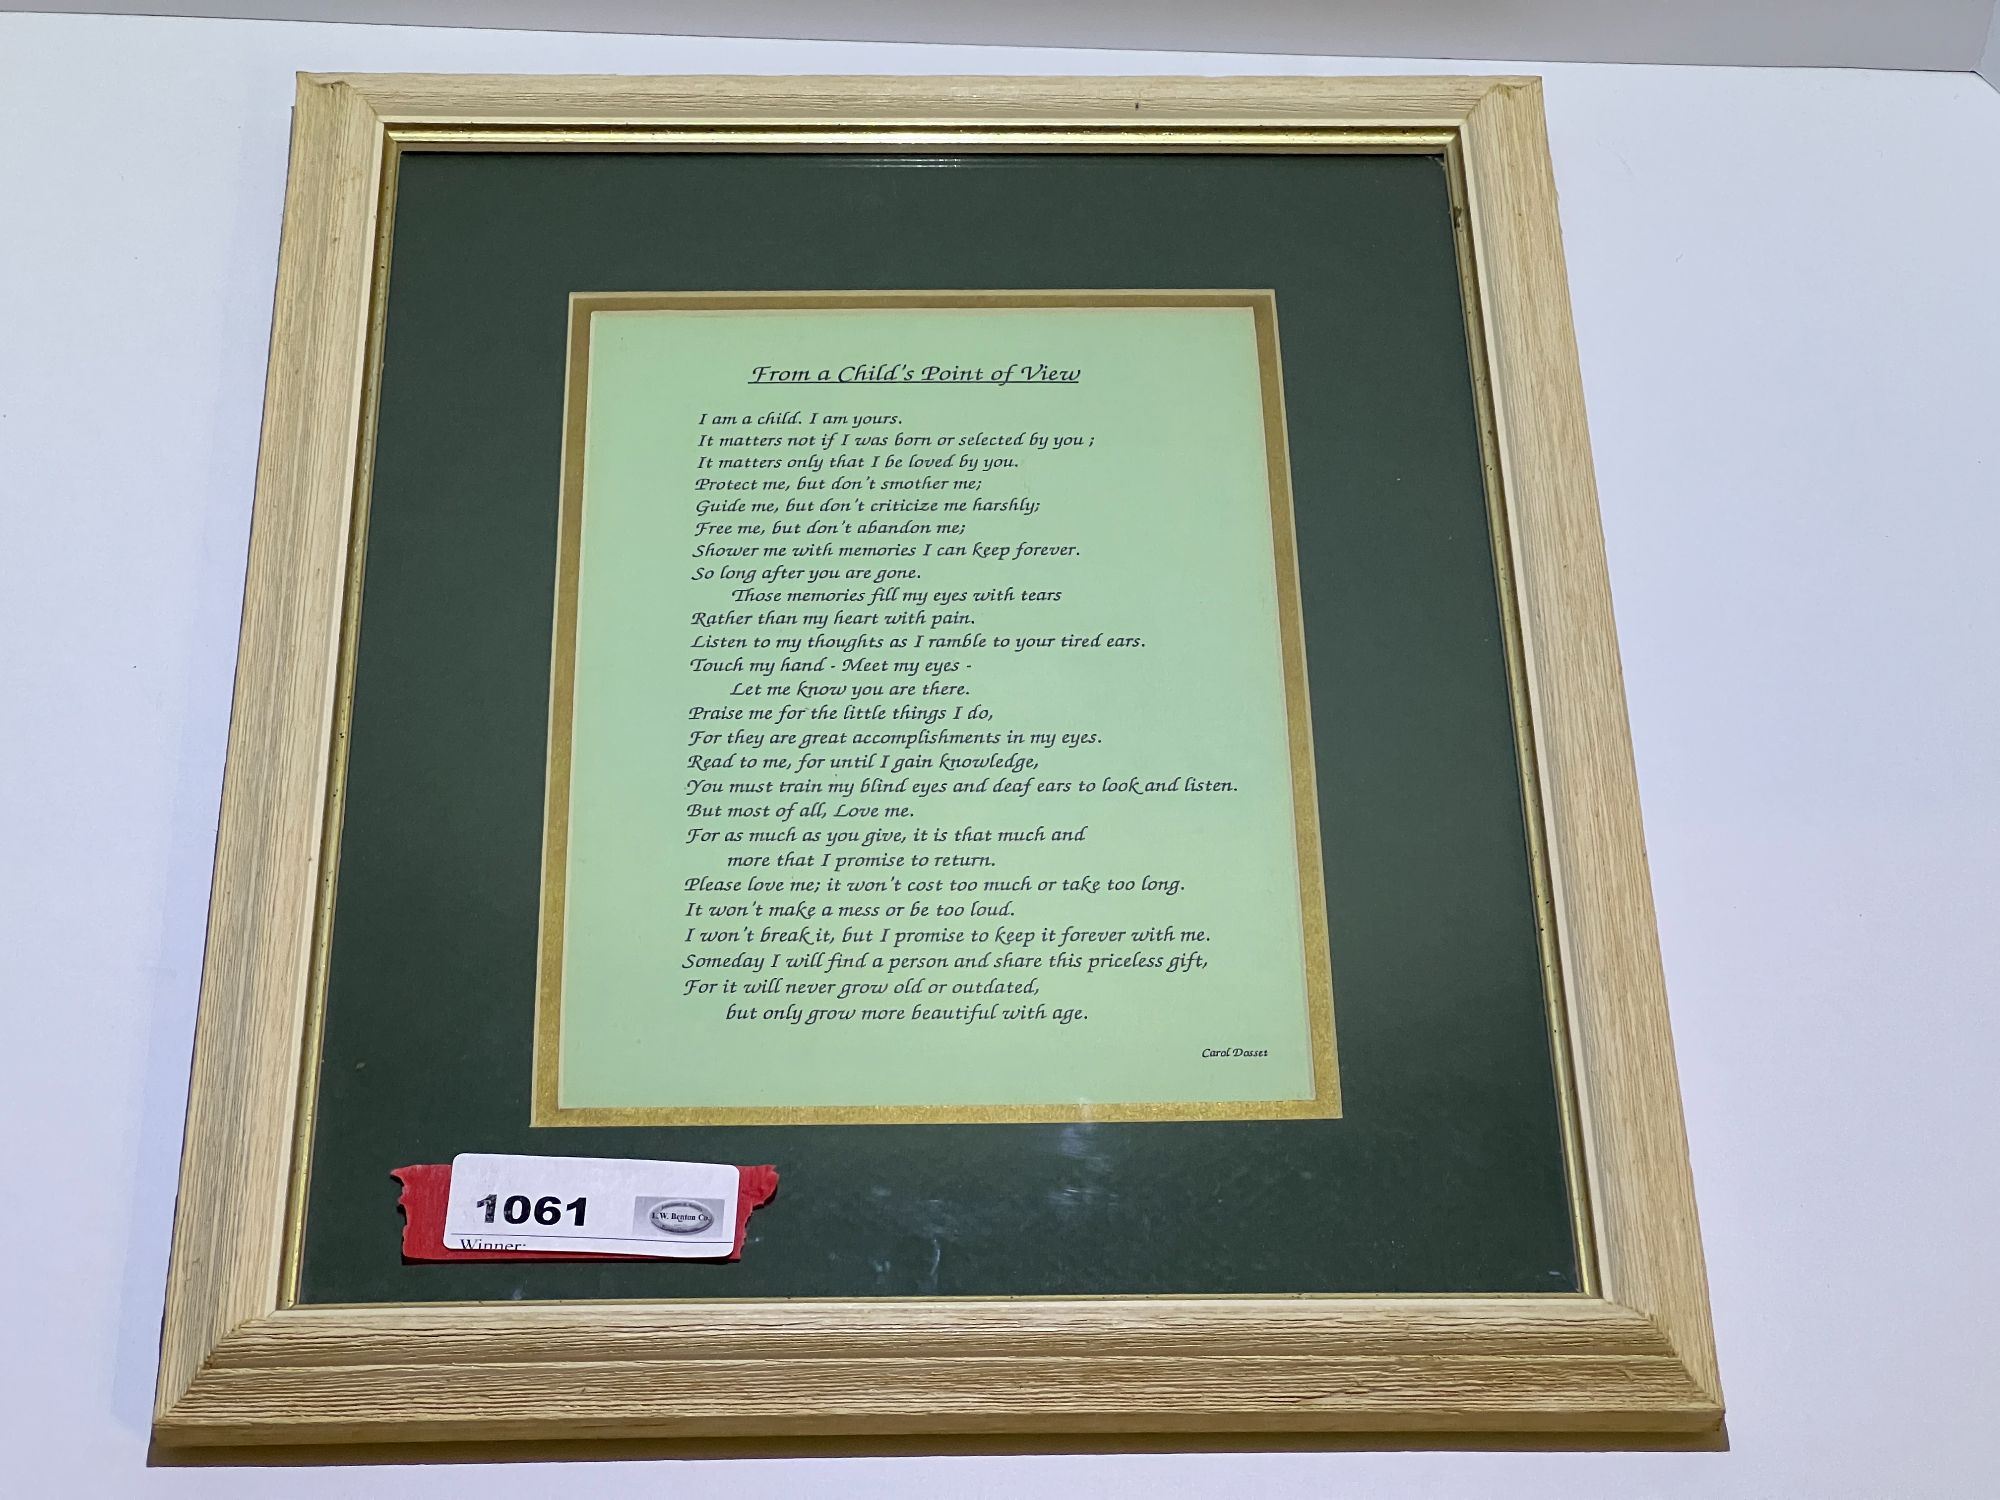 From a Child's Point of View
I am a child. I am yours.
It matters not if I was born or selected by you ;
It matters only that I be loved by you.
Protect me, but don't smother me;
Guide me, but don't criticize me harshly;
Free me, but don't abandon me;
Shower me with memories I can keep forever.
So long after you are gone.
Those memories fill my eyes with tears
Rather than my heart with pain.
Listen to my thoughts as I ramble to your tired ears.
Touch my hand - Meet my eyes -
Let me know you are there.
Praise me for the little things I do,
For they are great accomplishments in my eyes.
Read to me, for until I gain knowledge,
You must train my blind eyes and deaf ears to look and listen.
But most of all, Love me.
For as much as you give, it is that much and
more that I promise to return.
Please love me; it won't cost too much or take too long.
It won't make a mess or be too loud.
I won't break it, but I promise to keep it forever with me.
Someday I will find a person and share this priceless gift,
For it will never grow old or outdated,
but only grow more beautiful with age.
Carol Dosset
1061
L.W. Benton Co.
Winner: